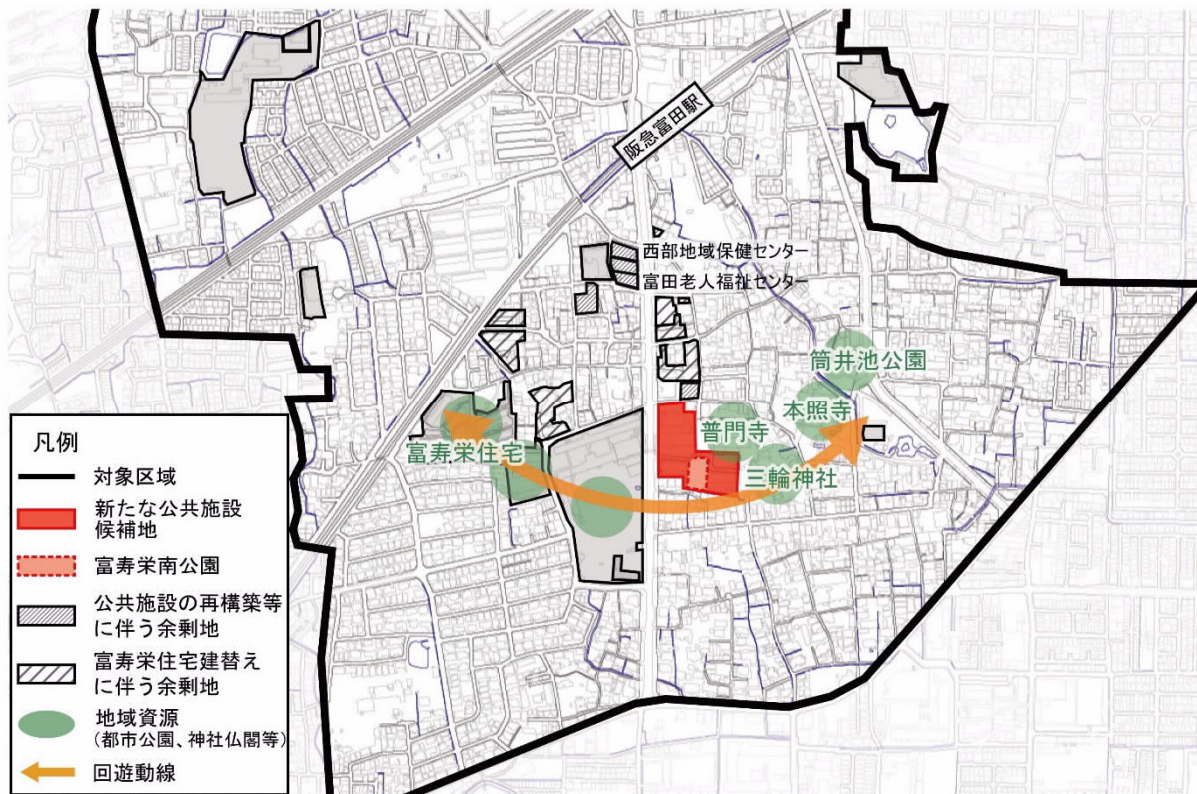 阪急富田駅
西部地域保健センター
富田老人福祉センター
筒井池公園
本照寺
普門寺
富寿栄住宅
三輪神社
凡例
対象区域
新たな公共施設
候補地
富寿栄南公園
公共施設の再構築等
に伴う余剰地
富寿栄住宅建替え
に伴う余剰地
地域資源
(都市公園、神社仏閣等)
回遊動線